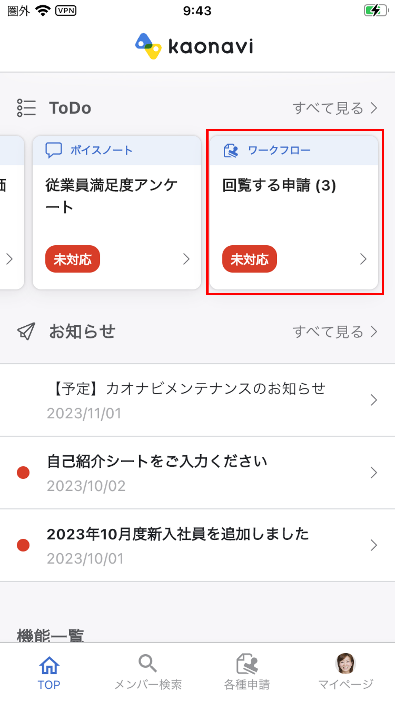 圏外 VPN 9:43
kaonavi
ToDo すべて見る
価
ボイスノート
従業員満足度アンケ
ート
未対応
ワークフロー
回覧する申請 (3)
未対応
お知らせ すべて見る
【予定】カオナビメンテナンスのお知らせ
2023/11/01
自己紹介シートをご入力ください
2023/10/02
2023年10月度新入社員を追加しました
2023/10/01
機能一覧
TOP メンバー検索 各種申請 マイページ